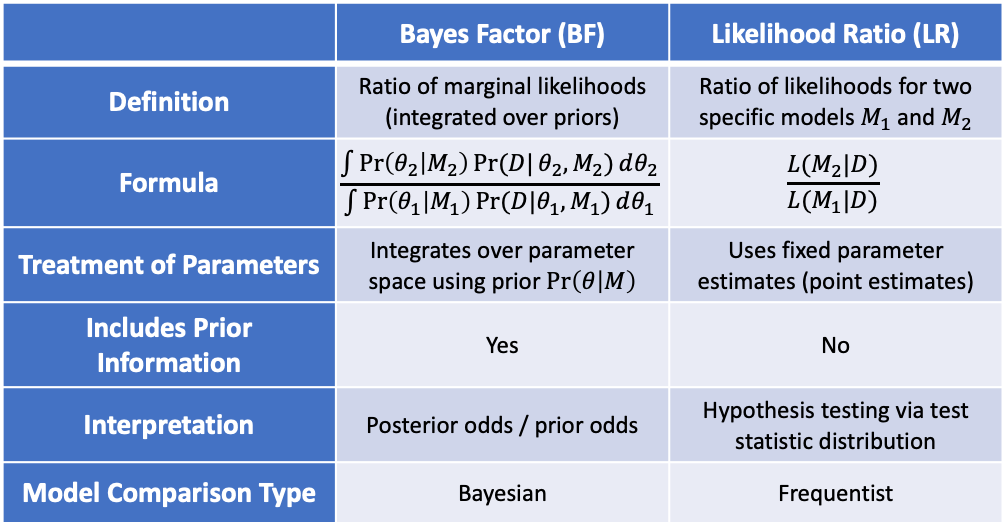 Bayes Factor (BF)
Likelihood Ratio (LR)
Definition
Ratio of marginal likelihoods
(integrated over priors)
Ratio of likelihoods for two
specific models M₁ and M₂
Formula
∫ Pr(θ₂|M₂) Pr(D| θ₂, M₂) dθ₂
∫ Pr(θ₁|M₁) Pr(D|θ₁, M₁) dθ₁
L(M₂|D)
L(M₁|D)
Treatment of Parameters
Integrates over parameter
space using prior Pr(θ|M)
Uses fixed parameter
estimates (point estimates)
Includes Prior
Information
Yes
No
Interpretation
Posterior odds / prior odds
Hypothesis testing via test
statistic distribution
Model Comparison Type
Bayesian
Frequentist